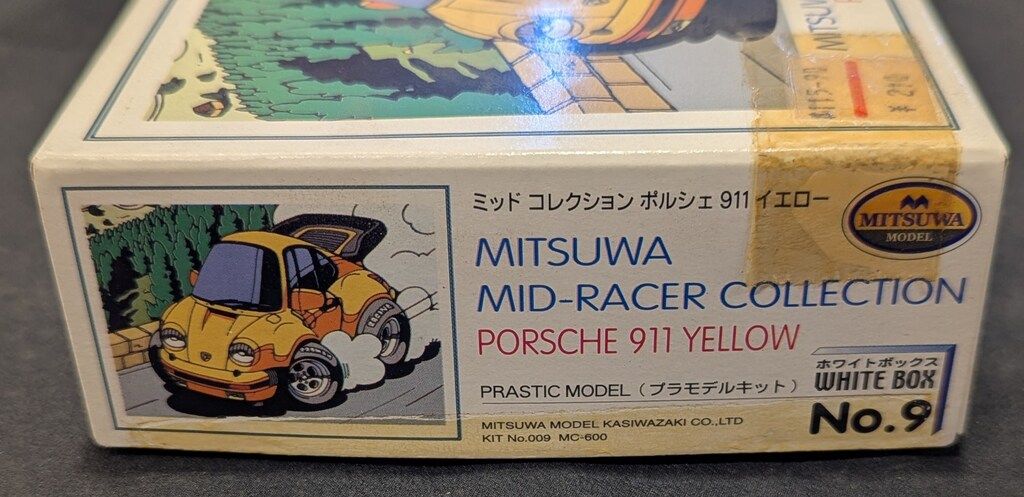 MITSUWA
¥ 210
ミッド コレクション ポルシェ 911 イエロー
MITSUWA
MODEL
MITSUWA
MID-RACER COLLECTION
PORSCHE 911 YELLOW
PRASTIC MODEL (プラモデルキット)
ホワイトボックス
WHITE BOX
No.9
MITSUWA MODEL KASIWAZAKI CO.,LTD
KIT No.009 MC-600